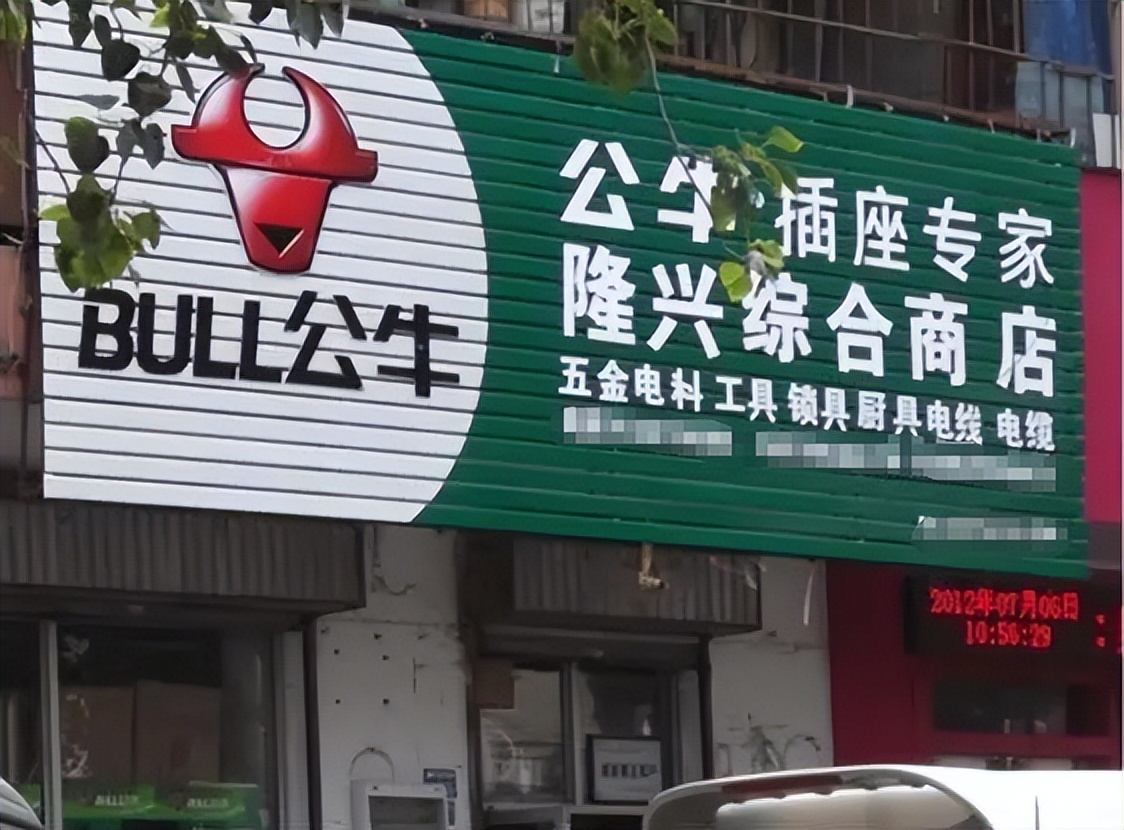 BULL公牛
公牛 插座专家
隆兴综合商店
五金电料 工具 锁具 厨具 电线 电缆
2012年07月06日
10:56:29